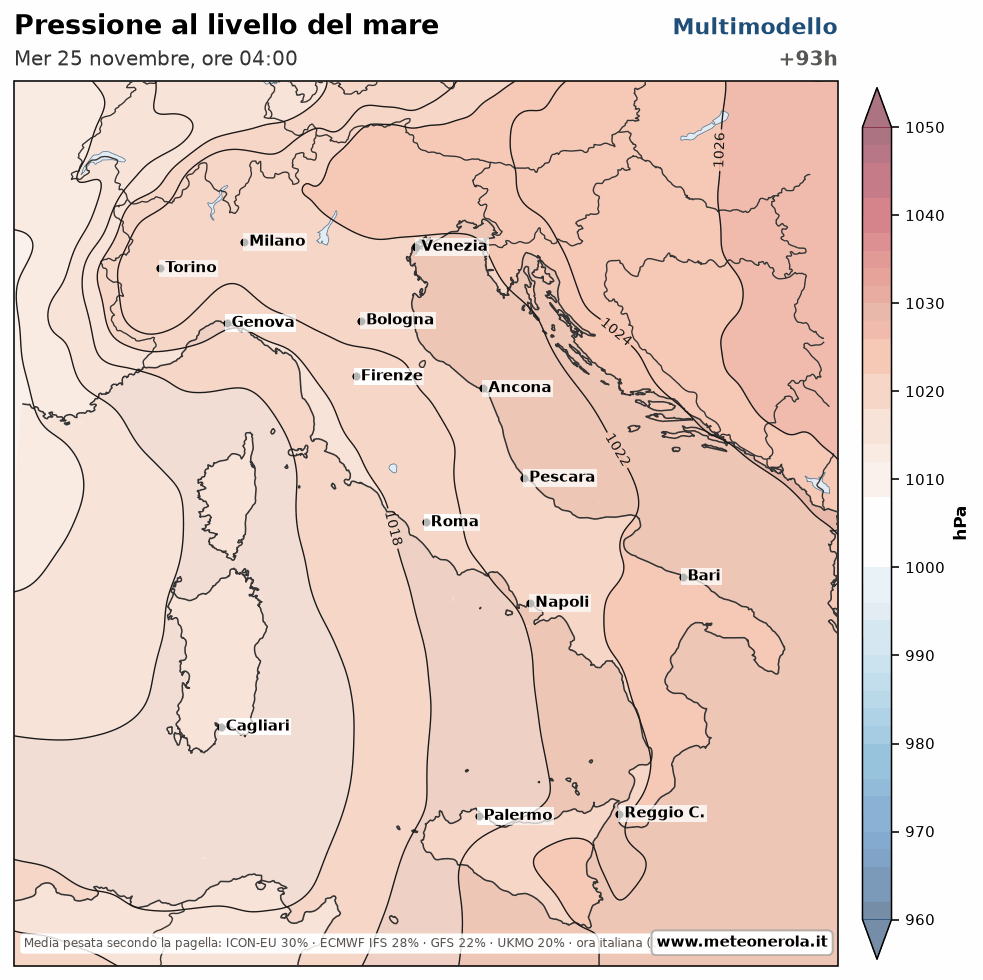 Pressione al livello del mare
Multimodello
Mer 25 novembre, ore 04:00
+93h
1026
Milano
Venezia
Torino
Genova
Bologna
1024
Firenze
Ancona
1022
Pescara
1018
Roma
Bari
Napoli
Cagliari
Palermo
Reggio C.
1050
1040
1030
1020
1010
1000
990
980
970
960
hPa
Media pesata secondo la pagella: ICON-EU 30% · ECMWF IFS 28% · GFS 22% · UKMO 20% · ora italiana (
www.meteonerola.it